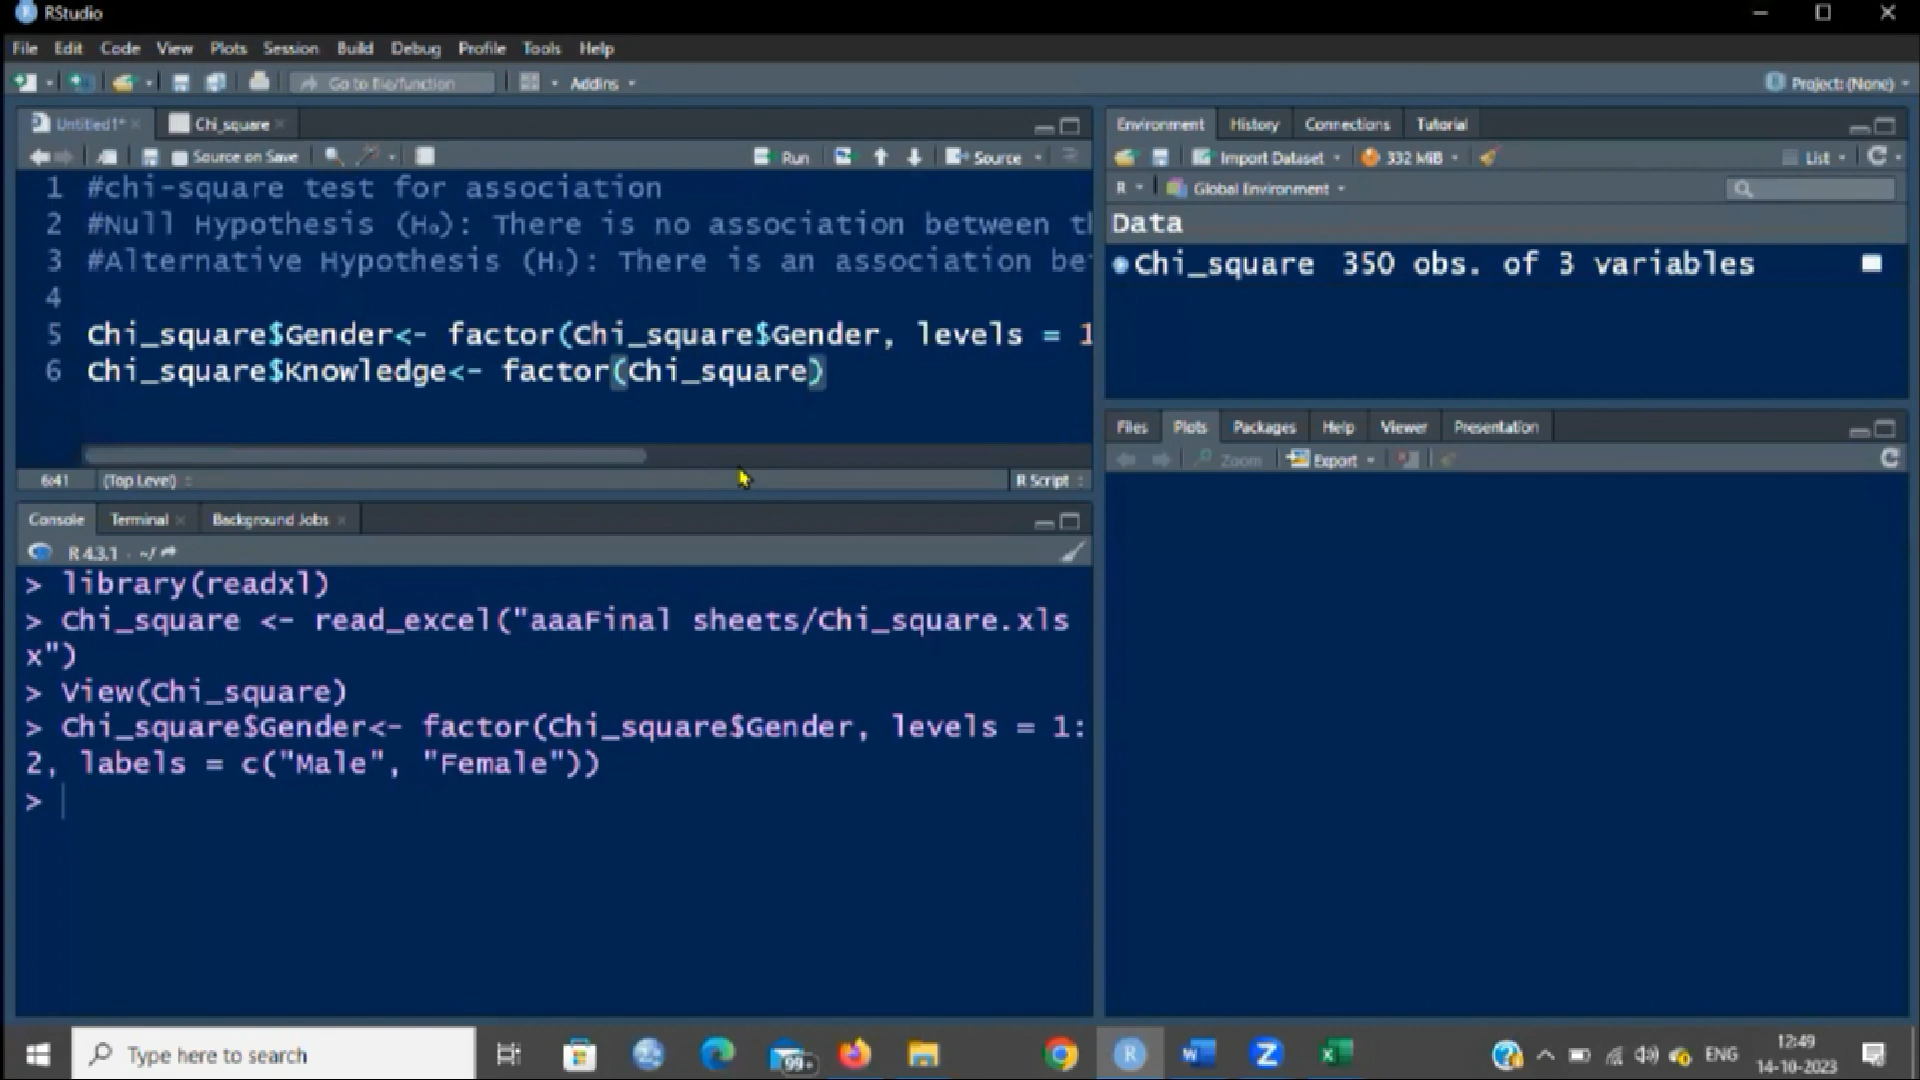 RStudio
File Edit Code View Plots Session Build Debug Profile Tools Help
Go to file/function Addins Project: (None)
Untitled1* Chi_square
Source on Save Run Source
1 #chi-square test for association
2 #Null Hypothesis (H₀): There is no association between th
3 #Alternative Hypothesis (H₁): There is an association be
4
5 Chi_square$Gender<- factor(Chi_square$Gender, levels = 1
6 Chi_square$Knowledge<- factor(Chi_square)
6:41 (Top Level) R Script
Console Terminal Background Jobs
R 4.3.1 · ~/
> library(readxl)
> Chi_square <- read_excel("aaaFinal sheets/Chi_square.xls
x")
> View(Chi_square)
> Chi_square$Gender<- factor(Chi_square$Gender, levels = 1:
2, labels = c("Male", "Female"))
>
Environment History Connections Tutorial
Import Dataset 332 MiB List
R Global Environment
Data
Chi_square 350 obs. of 3 variables
Files Plots Packages Help Viewer Presentation
Zoom Export
Type here to search
99+
ENG
12:49
14-10-2023